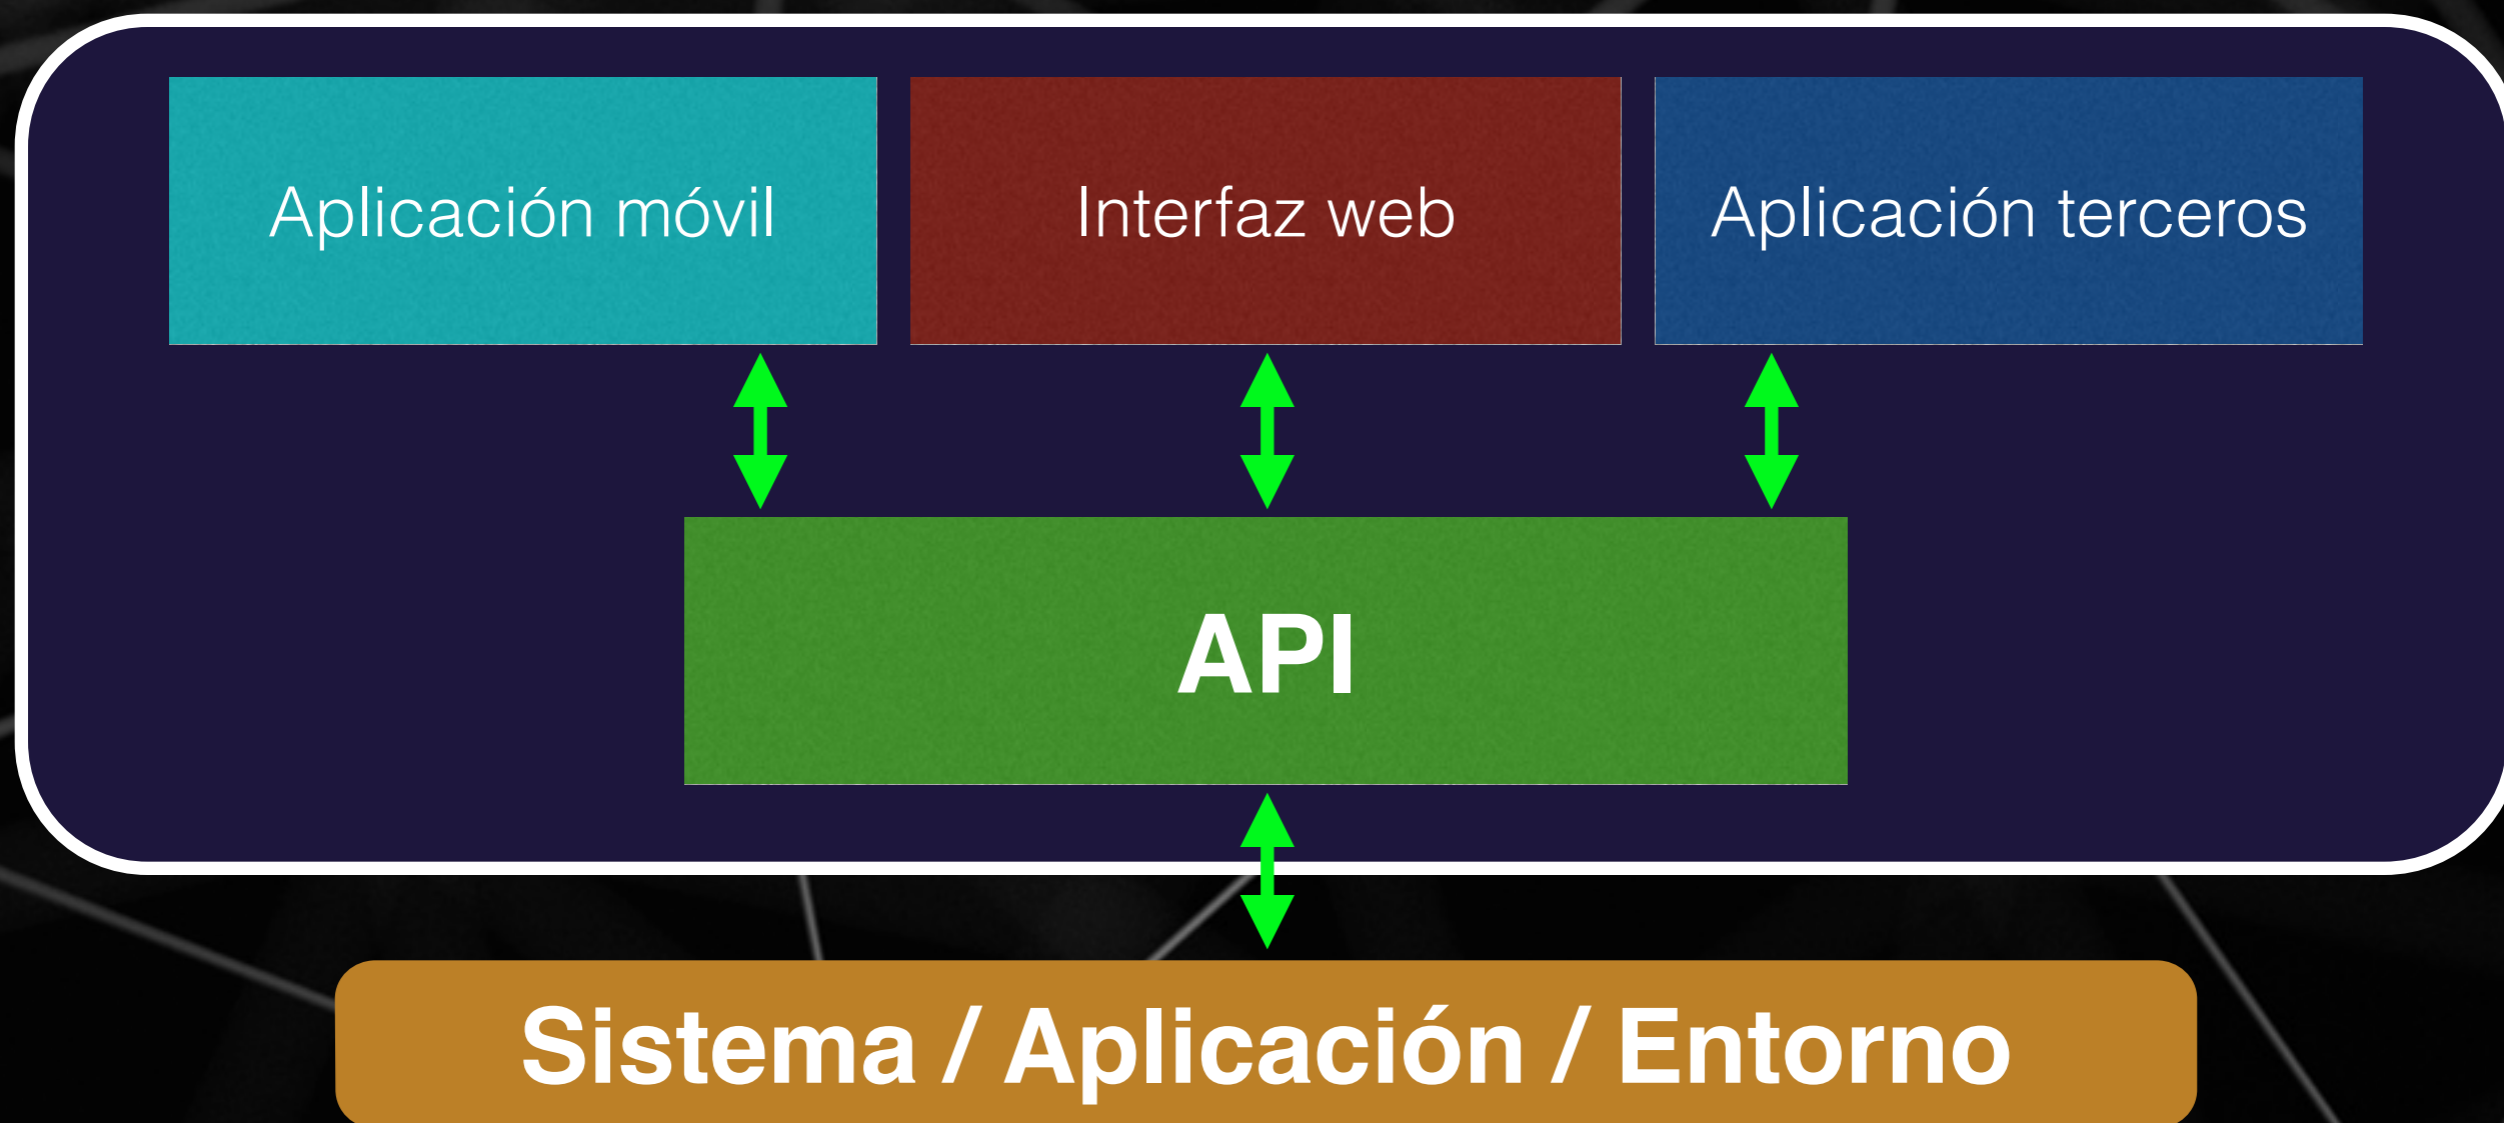 Aplicación móvil
Interfaz web
Aplicación terceros
API
Sistema / Aplicación / Entorno